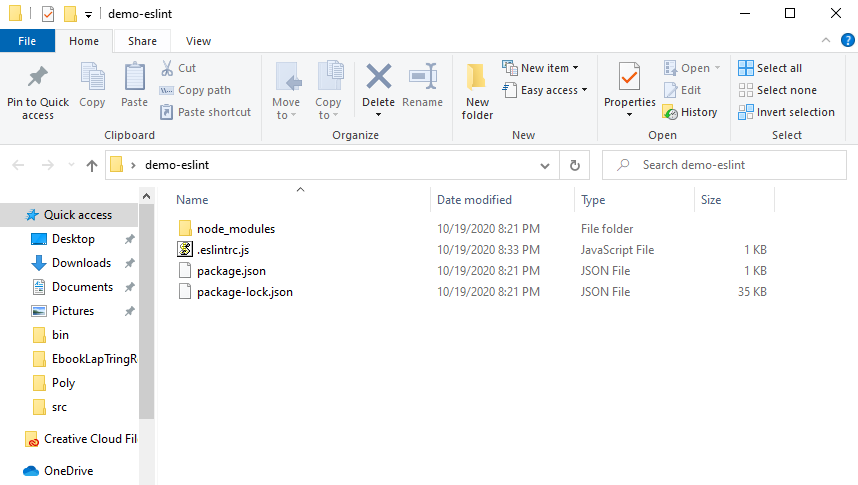 demo-eslint
File Home Share View
Pin to Quick access
Copy
Paste
Cut
Copy path
Paste shortcut
Clipboard
Move to
Copy to
Delete
Rename
Organize
New folder
New item
Easy access
New
Properties
Open
Edit
History
Open
Select all
Select none
Invert selection
Select
demo-eslint
Search demo-eslint
Name Date modified Type Size
node_modules 10/19/2020 8:21 PM File folder
.eslintrc.js 10/19/2020 8:33 PM JavaScript File 1 KB
package.json 10/19/2020 8:21 PM JSON File 1 KB
package-lock.json 10/19/2020 8:21 PM JSON File 35 KB
Quick access
Desktop
Downloads
Documents
Pictures
bin
EbookLapTringR
Poly
src
Creative Cloud Fil
OneDrive